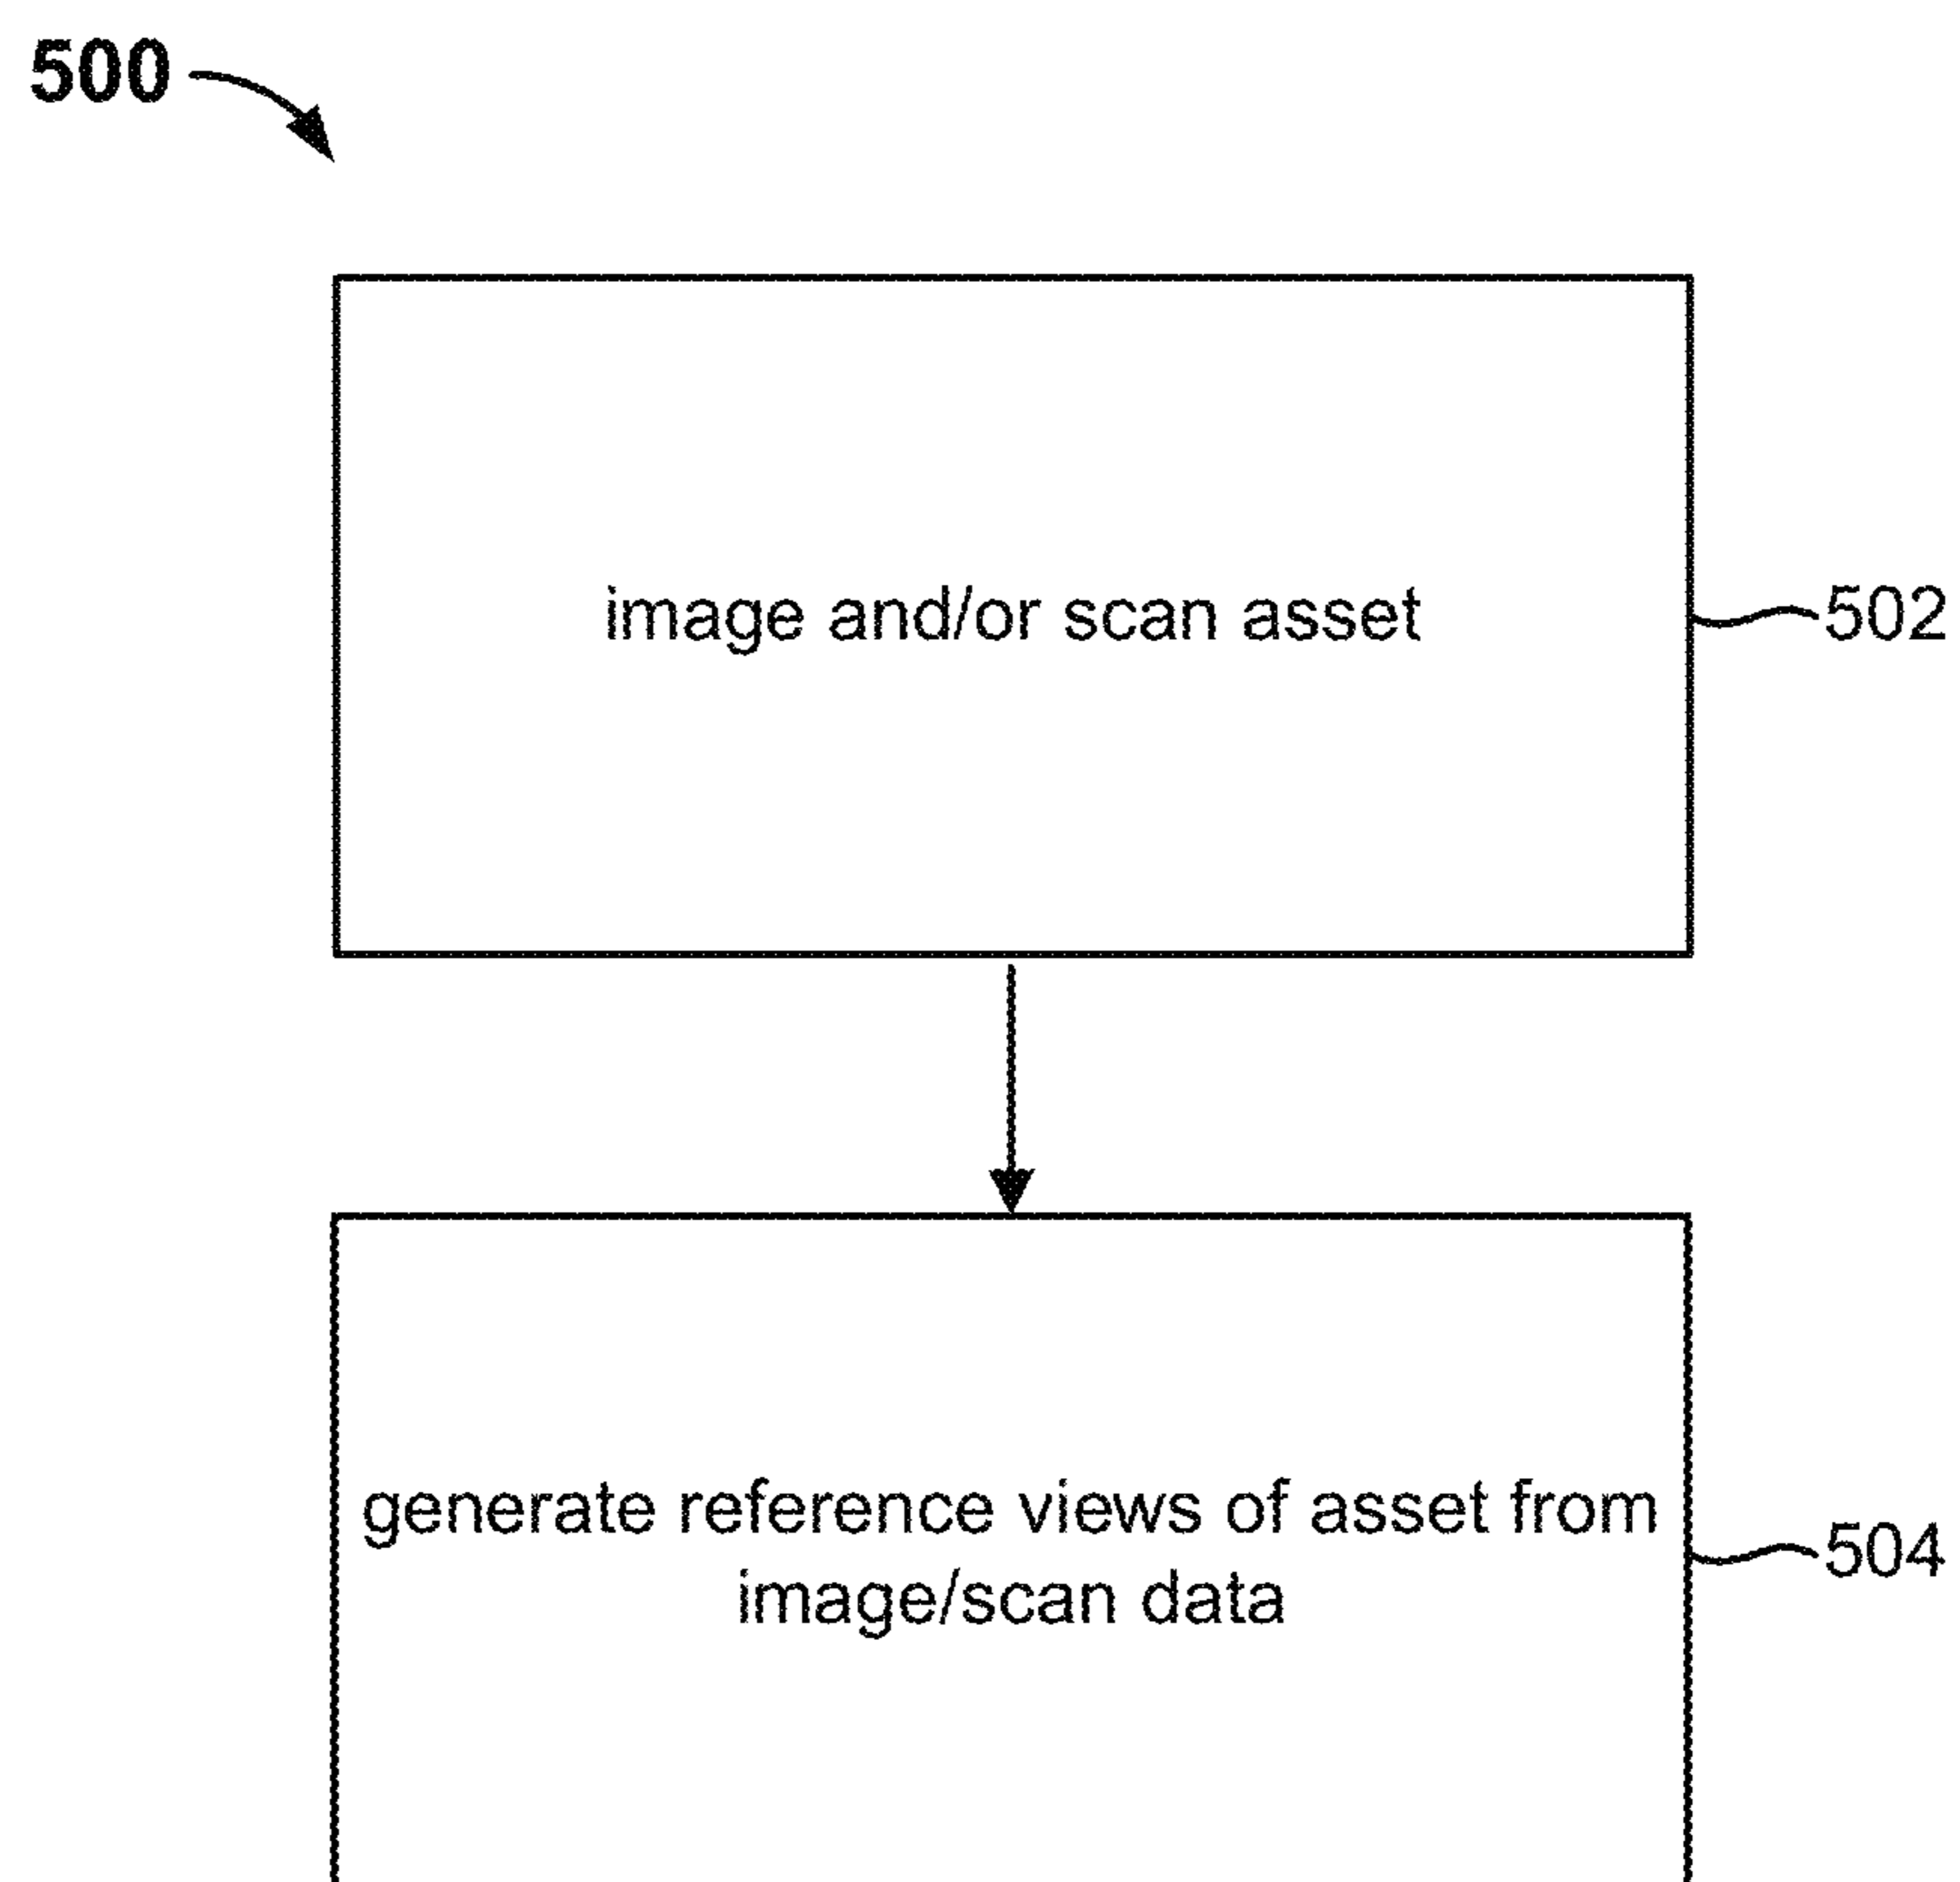 500
image and/or scan asset
502
generate reference views of asset from
image/scan data
504